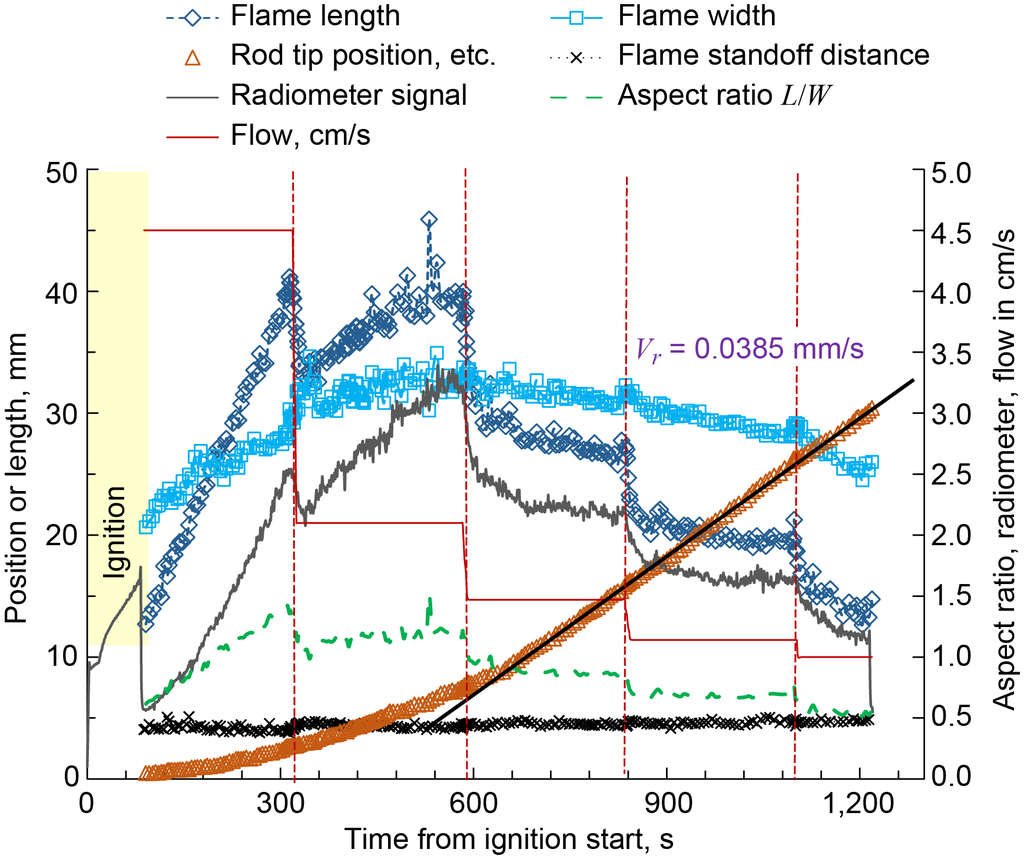 Flame length
Flame width
Rod tip position, etc.
Flame standoff distance
Radiometer signal
Aspect ratio L/W
Flow, cm/s
50
40
30
20
10
0
5.0
4.5
4.0
3.5
3.0
2.5
2.0
1.5
1.0
0.5
0.0
Position or length, mm
Ignition
Vr = 0.0385 mm/s
Aspect ratio, radiometer, flow in cm/s
0
300
600
900
1,200
Time from ignition start, s